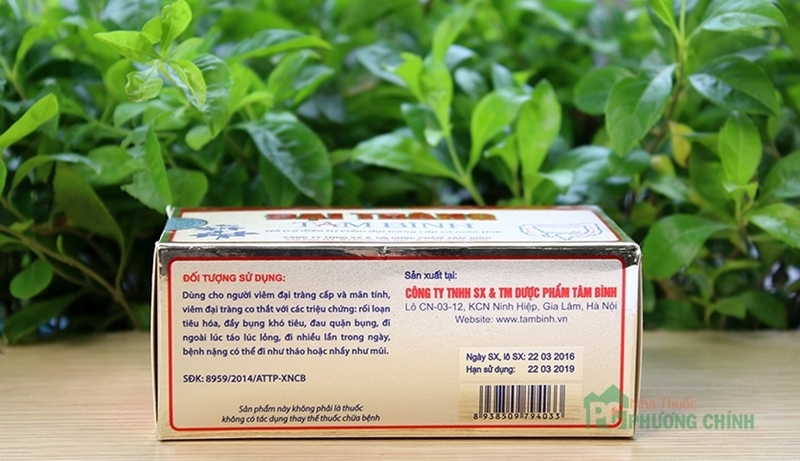 TÂM BÌNH
ĐỐI TƯỢNG SỬ DỤNG:
Dùng cho người viêm đại tràng cấp và mãn tính,
viêm đại tràng co thắt với các triệu chứng: rối loạn
tiêu hóa, đầy bụng khó tiêu, đau quặn bụng, đi
ngoài lúc táo lúc lỏng, đi nhiều lần trong ngày,
bệnh nặng có thể đi như tháo hoặc nhầy như mũi.
SĐK: 8959/2014/ATTP-XNCB
Sản phẩm này không phải là thuốc
không có tác dụng thay thế thuốc chữa bệnh
Sản xuất tại:
CÔNG TY TNHH SX & TM DƯỢC PHẨM TÂM BÌNH
Lô CN-03-12, KCN Ninh Hiệp, Gia Lâm, Hà Nội
Website: www.tambinh.vn
Ngày SX, lô SX: 22 03 2016
Hạn sử dụng: 22 03 2019
8 938509 794033
Nhà Thuốc
PHƯƠNG CHÍNH